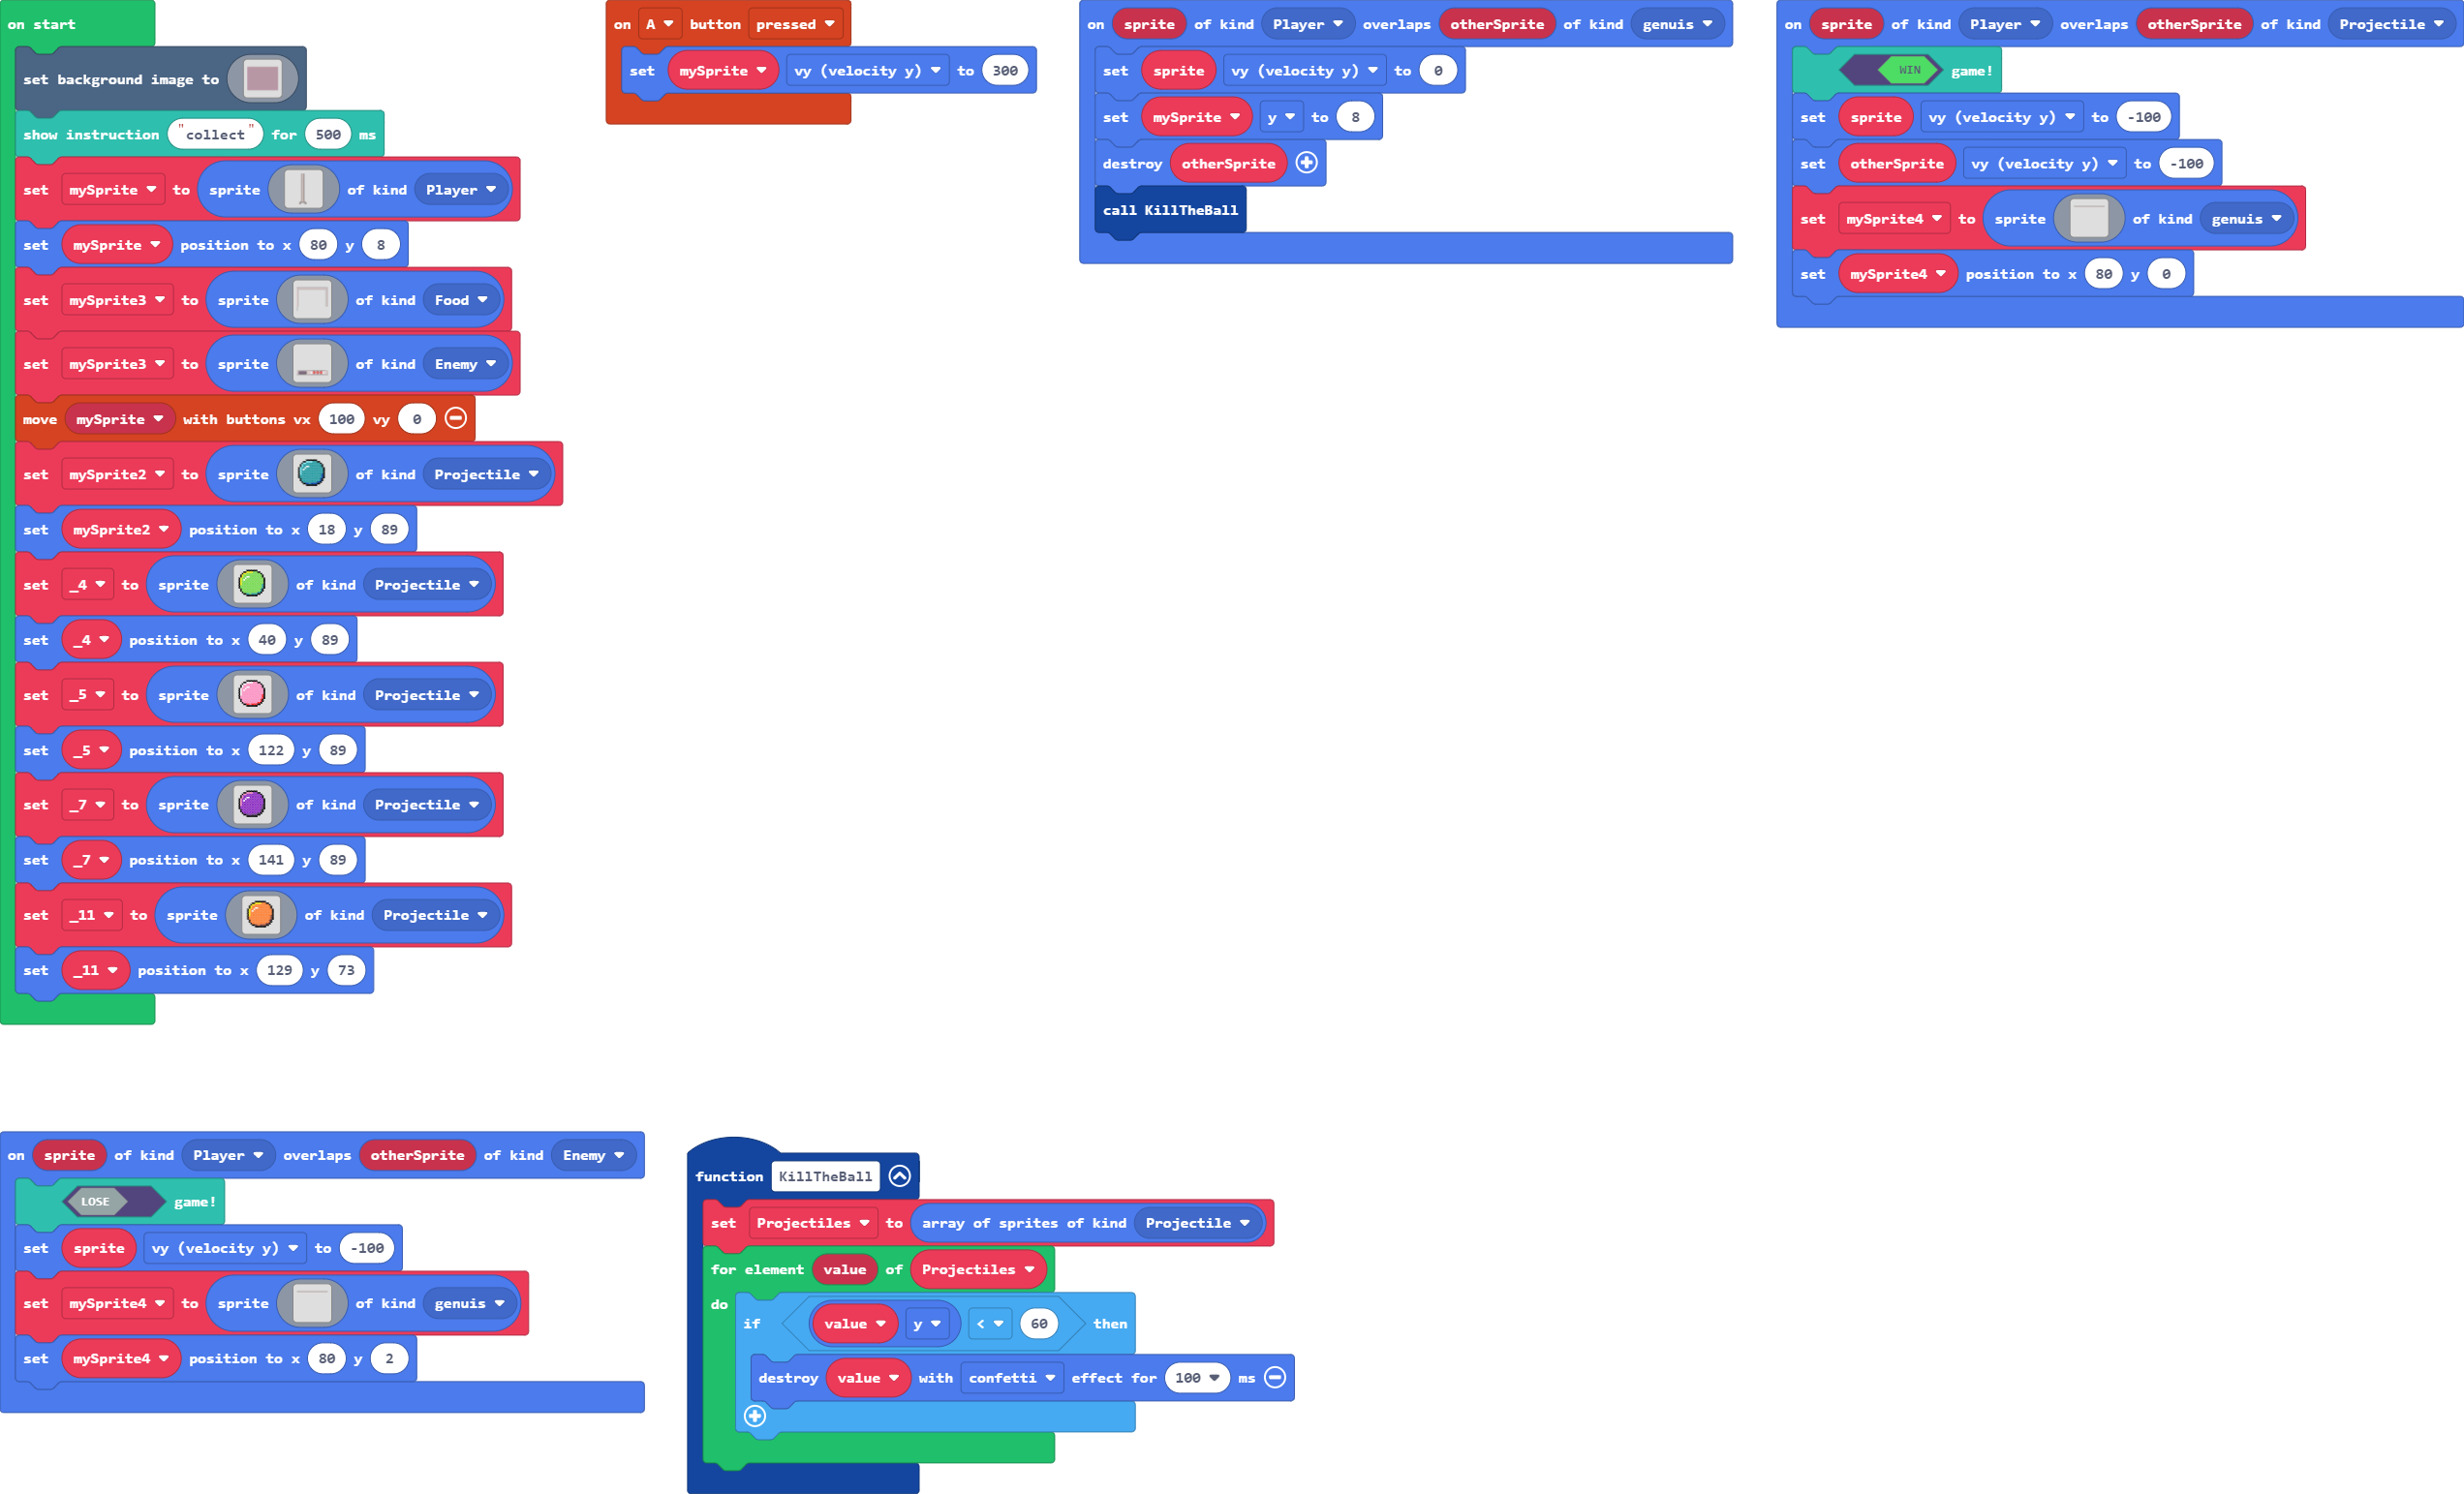 on start
set background image to
show instruction "collect" for 500 ms
set mySprite to sprite of kind Player
set mySprite position to x 80 y 8
set mySprite3 to sprite of kind Food
set mySprite3 to sprite of kind Enemy
move mySprite with buttons vx 100 vy 0
set mySprite2 to sprite of kind Projectile
set mySprite2 position to x 18 y 89
set _4 to sprite of kind Projectile
set _4 position to x 40 y 89
set _5 to sprite of kind Projectile
set _5 position to x 122 y 89
set _7 to sprite of kind Projectile
set _7 position to x 141 y 89
set _11 to sprite of kind Projectile
set _11 position to x 129 y 73
on A button pressed
set mySprite vy (velocity y) to 300
on sprite of kind Player overlaps otherSprite of kind genuis
set sprite vy (velocity y) to 0
set mySprite y to 8
destroy otherSprite
call KillTheBall
on sprite of kind Player overlaps otherSprite of kind Projectile
WIN game!
set sprite vy (velocity y) to -100
set otherSprite vy (velocity y) to -100
set mySprite4 to sprite of kind genuis
set mySprite4 position to x 80 y 0
on sprite of kind Player overlaps otherSprite of kind Enemy
LOSE game!
set sprite vy (velocity y) to -100
set mySprite4 to sprite of kind genuis
set mySprite4 position to x 80 y 2
function KillTheBall
set Projectiles to array of sprites of kind Projectile
for element value of Projectiles
do
if value y < 60 then
destroy value with confetti effect for 100 ms